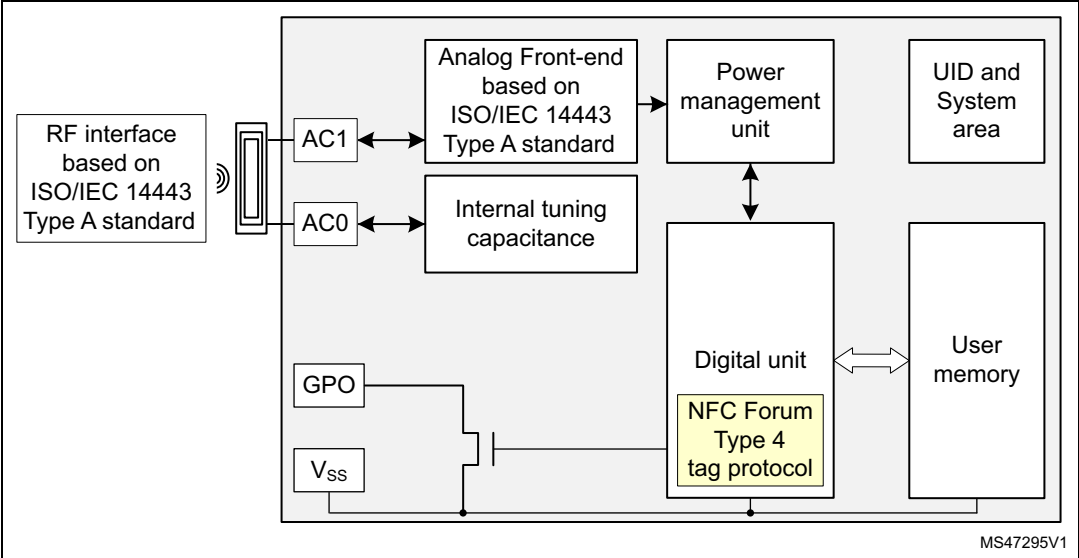 RF interface
based on
ISO/IEC 14443
Type A standard
AC1
AC0
Analog Front-end
based on
ISO/IEC 14443
Type A standard
Internal tuning
capacitance
Power
management
unit
UID and
System
area
Digital unit
NFC Forum
Type 4
tag protocol
User
memory
GPO
VSS
MS47295V1